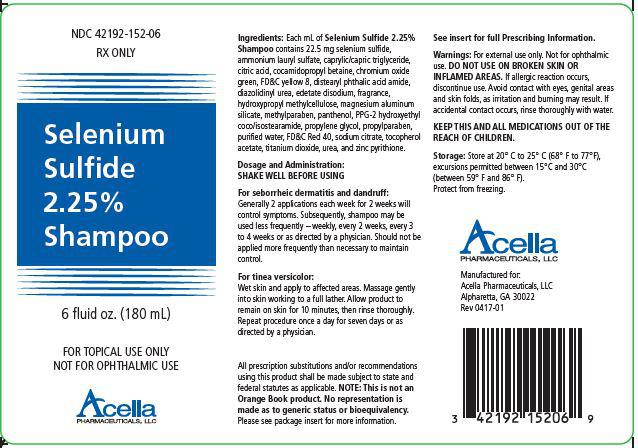 NDC 42192-152-06
RX ONLY
Selenium
Sulfide
2.25%
Shampoo
6 fluid oz. (180 mL)
FOR TOPICAL USE ONLY
NOT FOR OPHTHALMIC USE
Acella
PHARMACEUTICALS, LLC
Ingredients: Each mL of Selenium Sulfide 2.25%
Shampoo contains 22.5 mg selenium sulfide,
ammonium lauryl sulfate, caprylic/capric triglyceride,
citric acid, cocamidopropyl betaine, chromium oxide
green, FD&C yellow 8, distearyl phthalic acid amide,
diazolidinyl urea, edetate disodium, fragrance,
hydroxypropyl methylcellulose, magnesium aluminum
silicate, methylparaben, panthenol, PPG-2 hydroxyethyl
coco/isostearamide, propylene glycol, propylparaben,
purified water, FD&C Red 40, sodium citrate, tocopherol
acetate, titanium dioxide, urea, and zinc pyrithione.
Dosage and Administration:
SHAKE WELL BEFORE USING
For seborrheic dermatitis and dandruff:
Generally 2 applications each week for 2 weeks will
control symptoms. Subsequently, shampoo may be
used less frequently – weekly, every 2 weeks, every 3
to 4 weeks or as directed by a physician. Should not be
applied more frequently than necessary to maintain
control.
For tinea versicolor:
Wet skin and apply to affected areas. Massage gently
into skin working to a full lather. Allow product to
remain on skin for 10 minutes, then rinse thoroughly.
Repeat procedure once a day for seven days or as
directed by a physician.
All prescription substitutions and/or recommendations
using this product shall be made subject to state and
federal statutes as applicable. NOTE: This is not an
Orange Book product. No representation is
made as to generic status or bioequivalency.
Please see package insert for more information.
See insert for full Prescribing Information.
Warnings: For external use only. Not for ophthalmic
use. DO NOT USE ON BROKEN SKIN OR
INFLAMED AREAS. If allergic reaction occurs,
discontinue use. Avoid contact with eyes, genital areas
and skin folds, as irritation and burning may result. If
accidental contact occurs, rinse thoroughly with water.
KEEP THIS AND ALL MEDICATIONS OUT OF THE
REACH OF CHILDREN.
Storage: Store at 20° C to 25° C (68° F to 77°F),
excursions permitted between 15°C and 30°C
(between 59° F and 86° F).
Protect from freezing.
Acella
PHARMACEUTICALS, LLC
Manufactured for:
Acella Pharmaceuticals, LLC
Alpharetta, GA 30022
Rev 0417-01
3 42192 15206 9